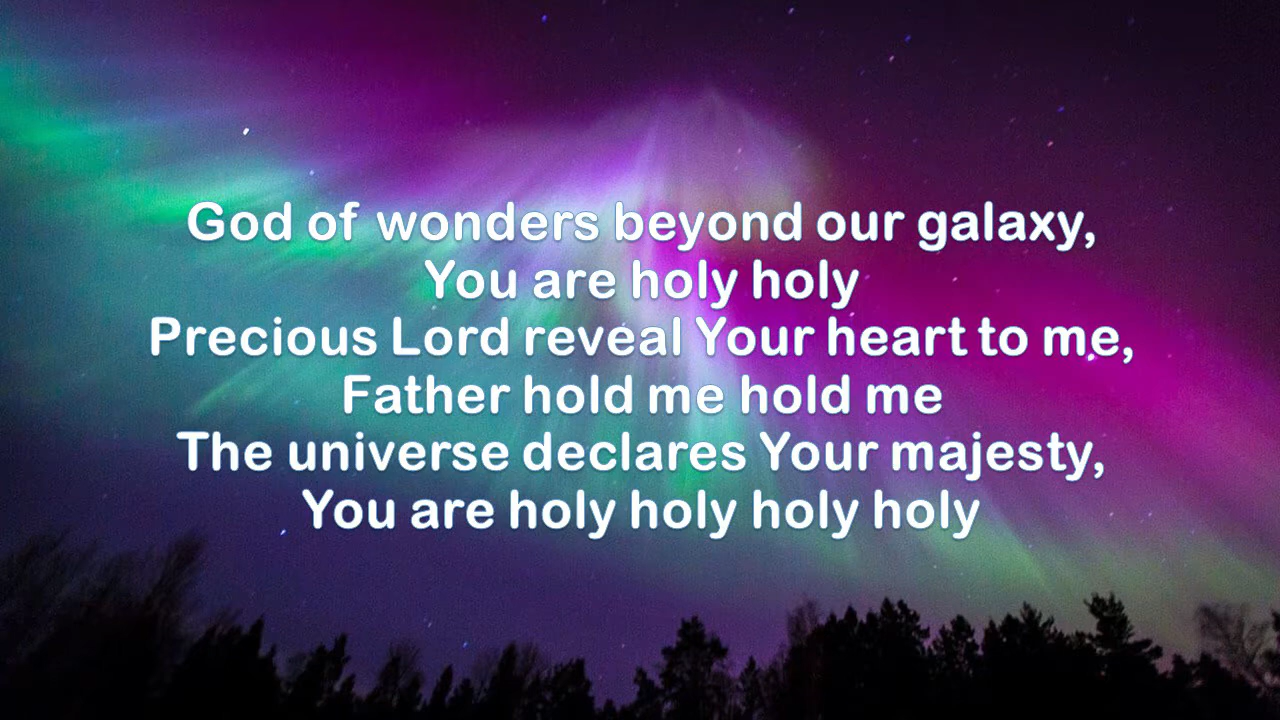 God of wonders beyond our galaxy,
You are holy holy
Precious Lord reveal Your heart to me,
Father hold me hold me
The universe declares Your majesty,
You are holy holy holy holy